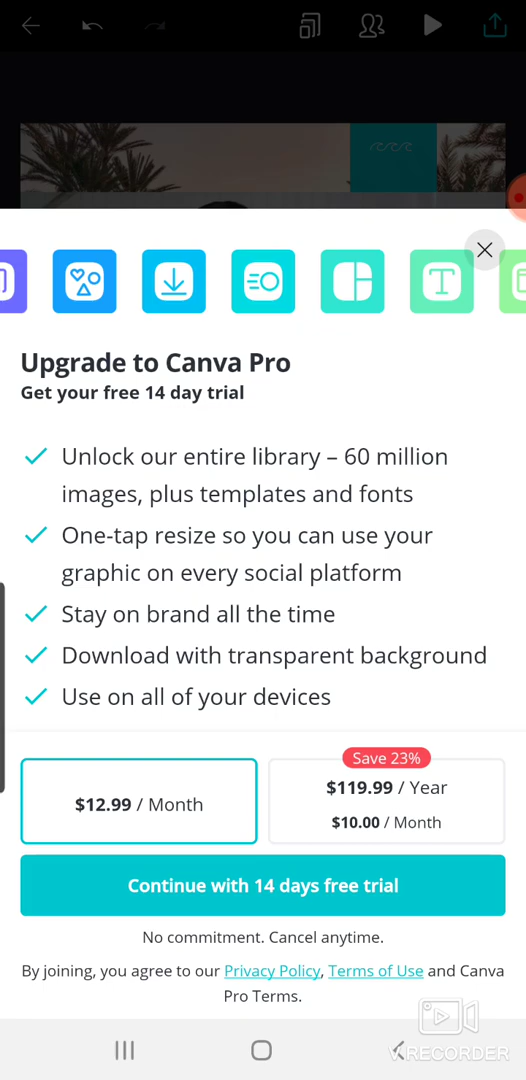 Upgrade to Canva Pro
Get your free 14 day trial
Unlock our entire library – 60 million
images, plus templates and fonts
One-tap resize so you can use your
graphic on every social platform
Stay on brand all the time
Download with transparent background
Use on all of your devices
$12.99 / Month
Save 23%
$119.99 / Year
$10.00 / Month
Continue with 14 days free trial
No commitment. Cancel anytime.
By joining, you agree to our Privacy Policy, Terms of Use and Canva
Pro Terms.
V RECORDER